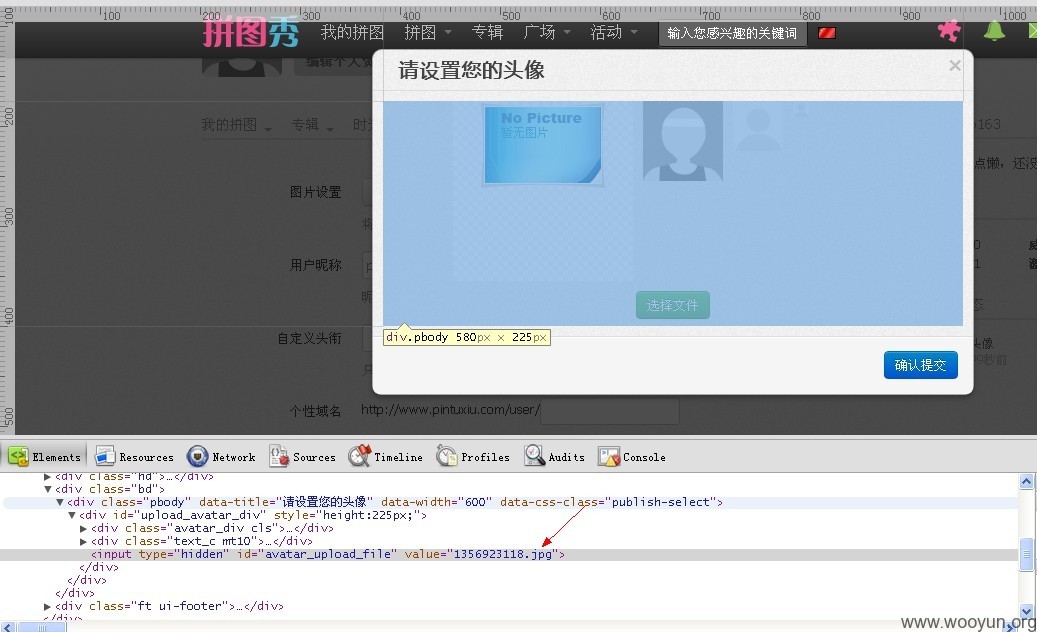 100 200 300 400 500 600 700 800 900 1000
拼图秀 我的拼图 拼图 专辑 广场 活动 输入您感兴趣的关键词
编辑个人资
请设置您的头像 ×
100
200
300
400
500
我的拼图 专辑
No Picture
暂无图片
图片设置
用户昵称
选择文件
div.pbody 580px × 225px
自定义头衔
确认提交
个性域名 http://www.pintuxiu.com/user/
Elements Resources Network Sources Timeline Profiles Audits Console
▶<div class="hd">…</div>
▼<div class="bd">
▼<div class="pbody" data-title="请设置您的头像" data-width="600" data-css-class="publish-select">
▼<div id="upload_avatar_div" style="height:225px;">
▶<div class="avatar_div cls">…</div>
▶<div class="text_c mt10">…</div>
<input type="hidden" id="avatar_upload_file" value="1356923118.jpg">
</div>
</div>
</div>
▶<div class="ft ui-footer">…</div>
</div>
www.wooyun.org